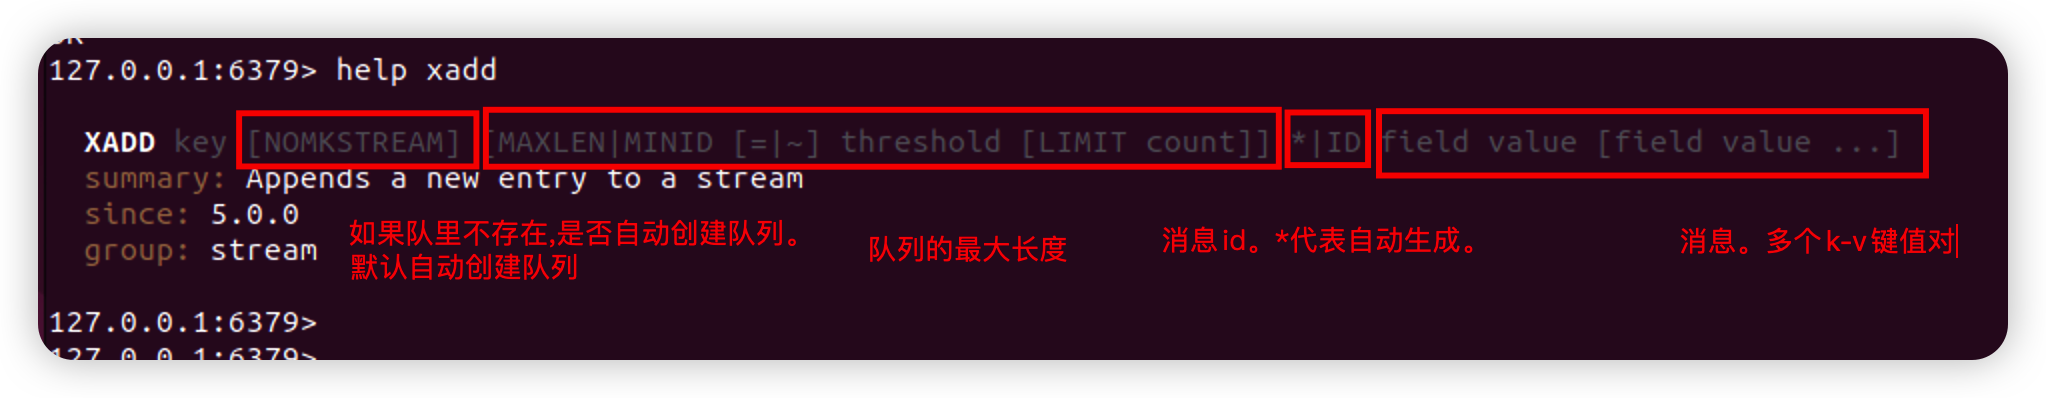 127.0.0.1:6379> help xadd
XADD key [NOMKSTREAM] [MAXLEN|MINID [=|~] threshold [LIMIT count]] *|ID field value [field value ...]
summary: Appends a new entry to a stream
since: 5.0.0
group: stream
如果队里不存在,是否自动创建队列。
默认自动创建队列
队列的最大长度
消息id。*代表自动生成。
消息。多个k-v键值对
127.0.0.1:6379>
127.0.0.1:6379>